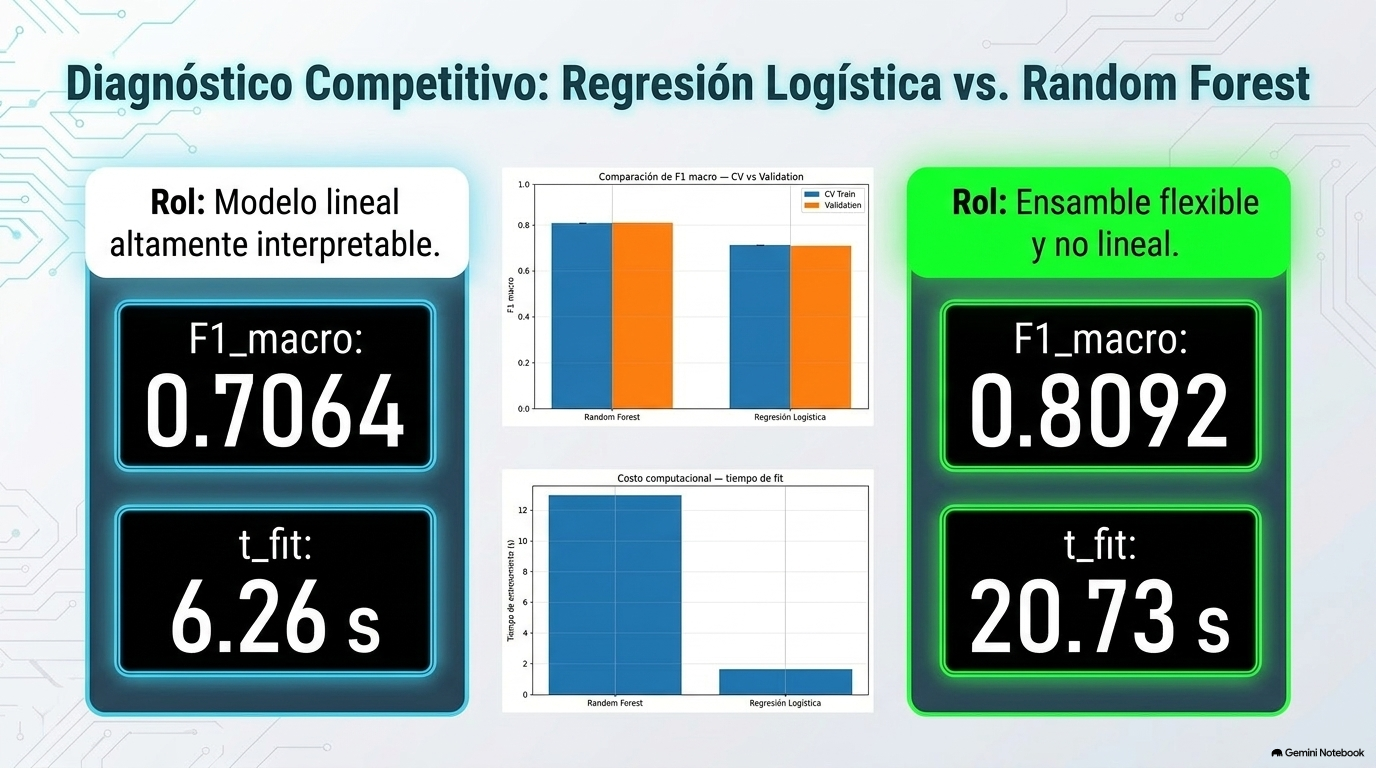 Diagnóstico Competitivo: Regresión Logística vs. Random Forest
Rol: Modelo lineal
altamente interpretable.
F1_macro:
0.7064
t_fit:
6.26 s
Comparación de F1 macro — CV vs Validation
CV Train
Validatien
F1 macro
1.0
0.8
0.6
0.4
0.2
0.0
Random Forest
Regresión Logística
Costo computacional — tiempo de fit
Tiempo de (s)
12
10
8
6
4
2
0
Randem Forest
Regresión Logística
Rol: Ensamble flexible
y no lineal.
F1_macro:
0.8092
t_fit:
20.73 s
Gemini Notebook